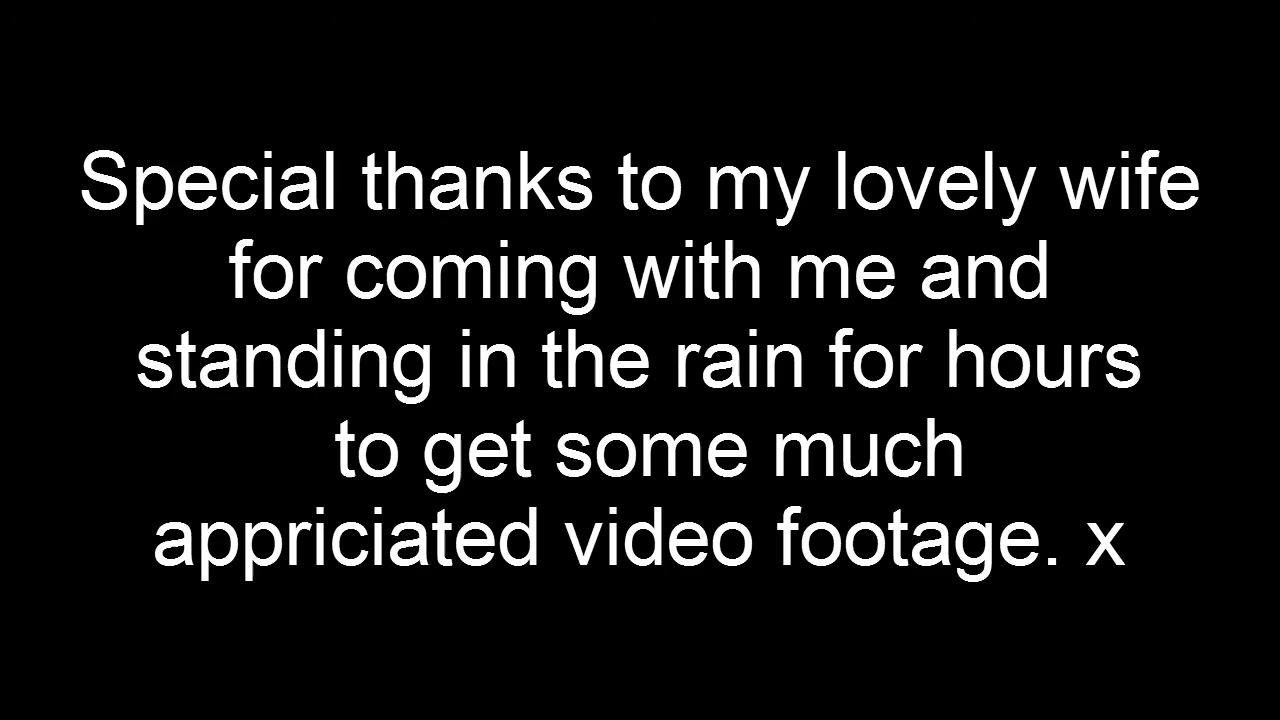 Special thanks to my lovely wife
for coming with me and
standing in the rain for hours
to get some much
appriciated video footage. x